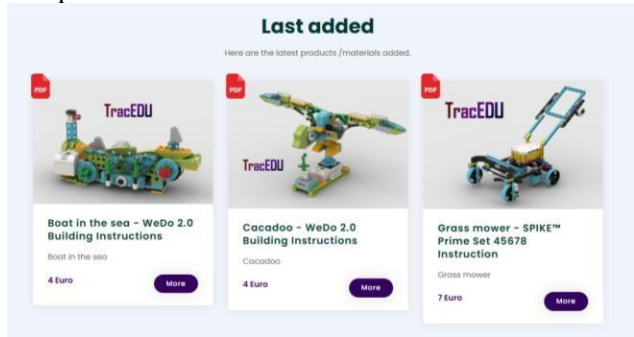 Last added
Here are the latest products /materials added.
PDF
TracEDU
Boat in the sea - WeDo 2.0
Building Instructions
Boat in the sea
4 Euro
More
PDF
TracEDU
Cacadoo - WeDo 2.0
Building Instructions
Cacadoo
4 Euro
More
PDF
TracEDU
Grass mower - SPIKE™
Prime Set 45678
Instruction
Grass mower
7 Euro
More